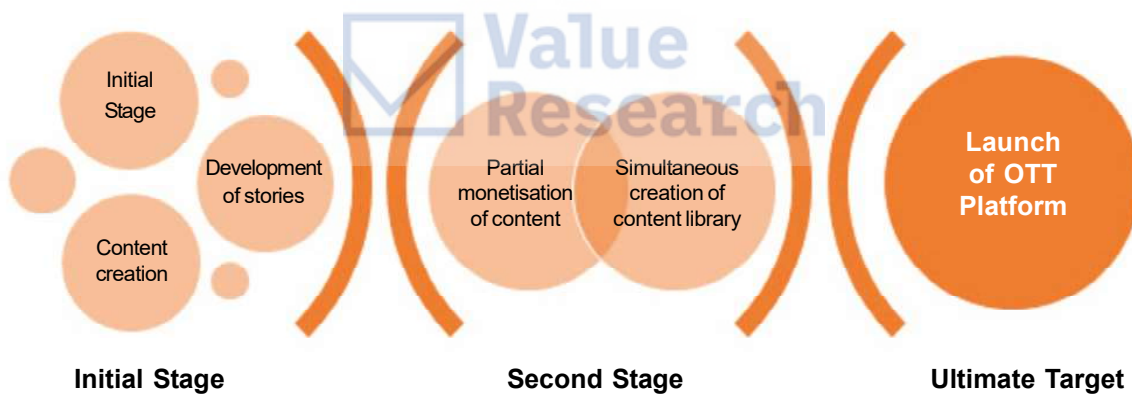 Value
Research
Initial
Stage
Development
of stories
Content
creation
Partial
monetisation
of content
Simultaneous
creation of
content library
Launch
of OTT
Platform
Initial Stage
Second Stage
Ultimate Target